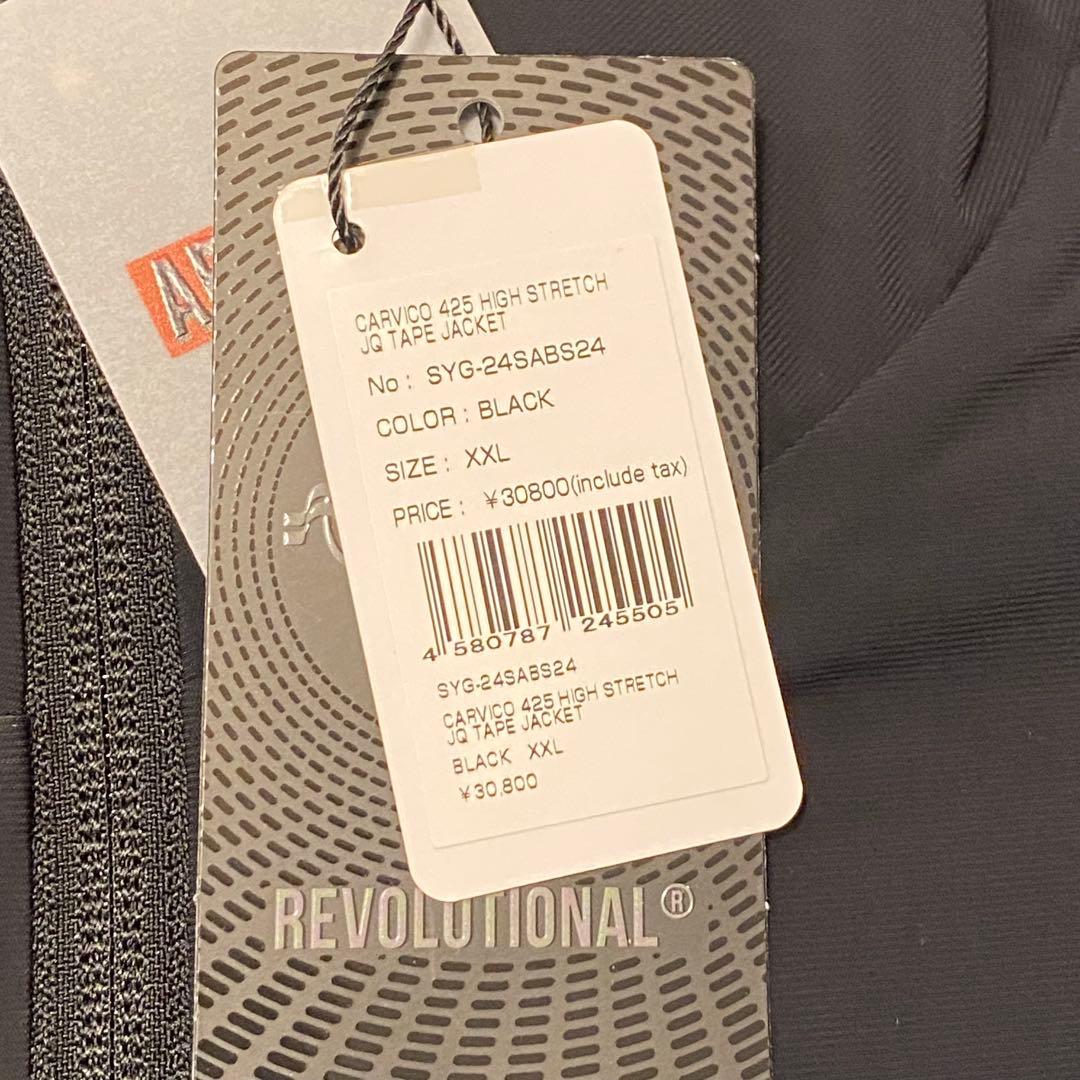 CARVICO 425 HIGH STRETCH
JQ TAPE JACKET
No : SYG-24SABS24
COLOR : BLACK
SIZE : XXL
PRICE : ¥30800(include tax)
4 580787 245505
SYG-24SABS24
CARVICO 425 HIGH STRETCH
JQ TAPE JACKET
BLACK XXL
¥30,800
REVOLUTIONAL®